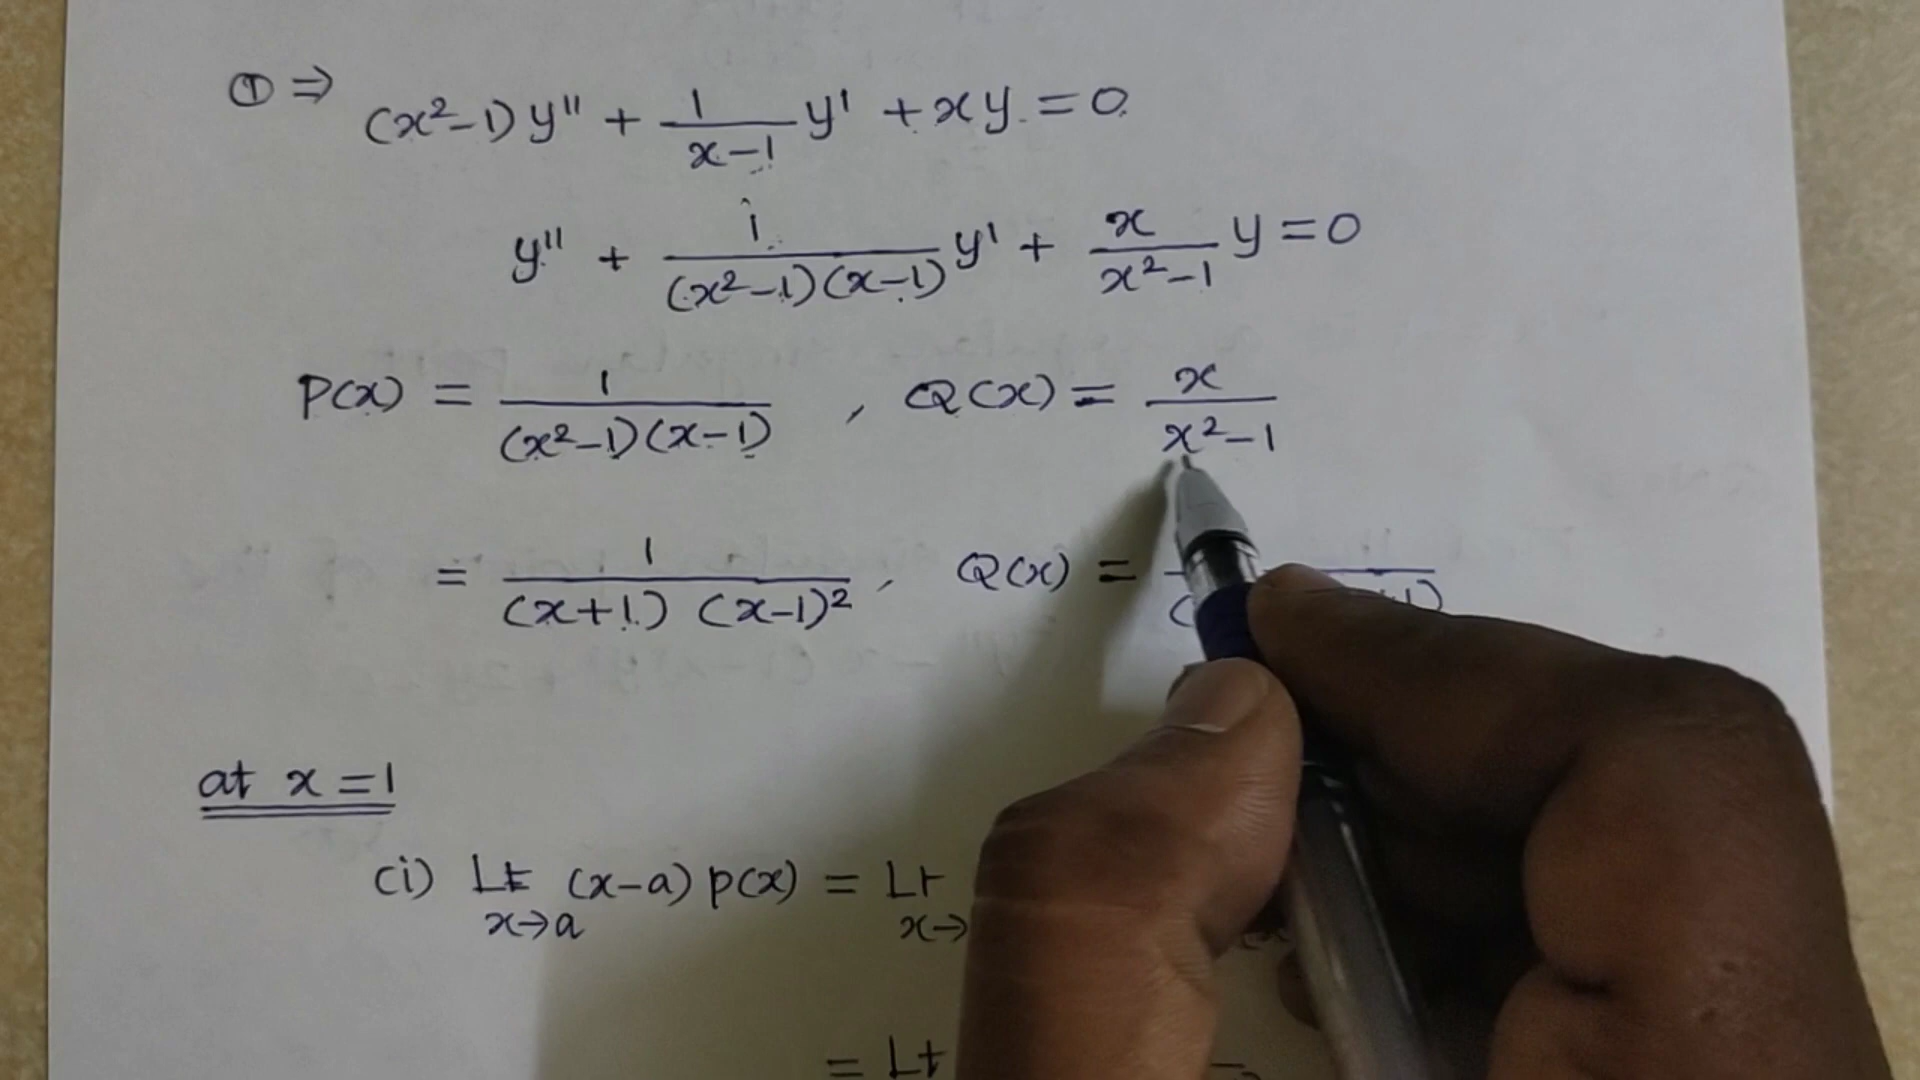 ① ⇒ (x²-1) y'' + 1/(x-1) y' + xy = 0
y'' + 1/((x²-1)(x-1)) y' + x/(x²-1) y = 0
P(x) = 1/((x²-1)(x-1)) , Q(x) = x/(x²-1)
= 1/((x+1) (x-1)²) , Q(x) =
at x = 1
(i) Lt x→a (x-a) p(x) = Lt x→
= Lt